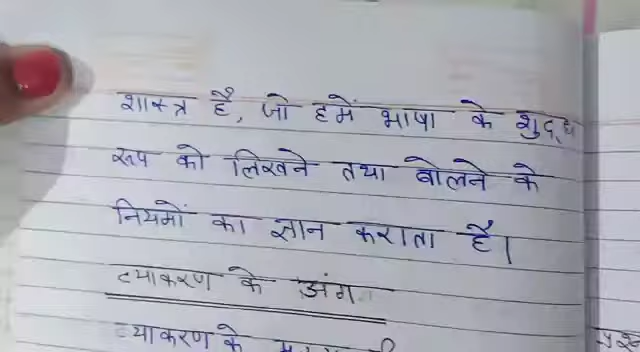 शास्त्र है, जो हमें भाषा के शुद्ध
रूप को लिखने तथा बोलने के
नियमों का ज्ञान कराता है।
व्याकरण के अंग
व्याकरण के